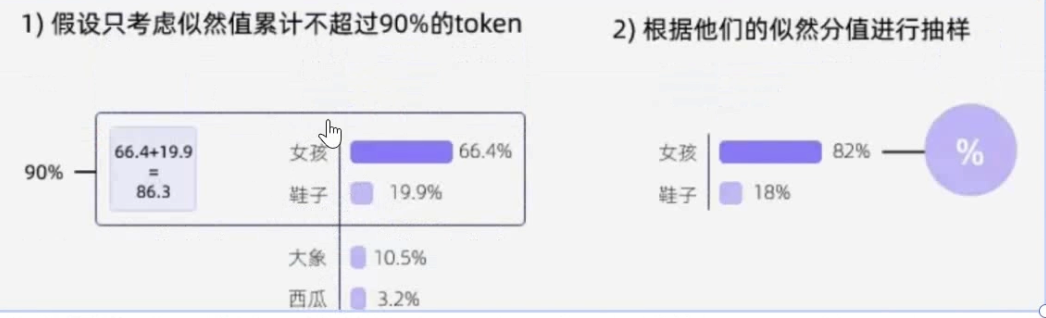 1) 假设只考虑似然值累计不超过90%的token
2) 根据他们的似然分值进行抽样
90%
66.4+19.9
=
86.3
女孩 66.4%
鞋子 19.9%
大象 10.5%
西瓜 3.2%
女孩 82%
鞋子 18%
%